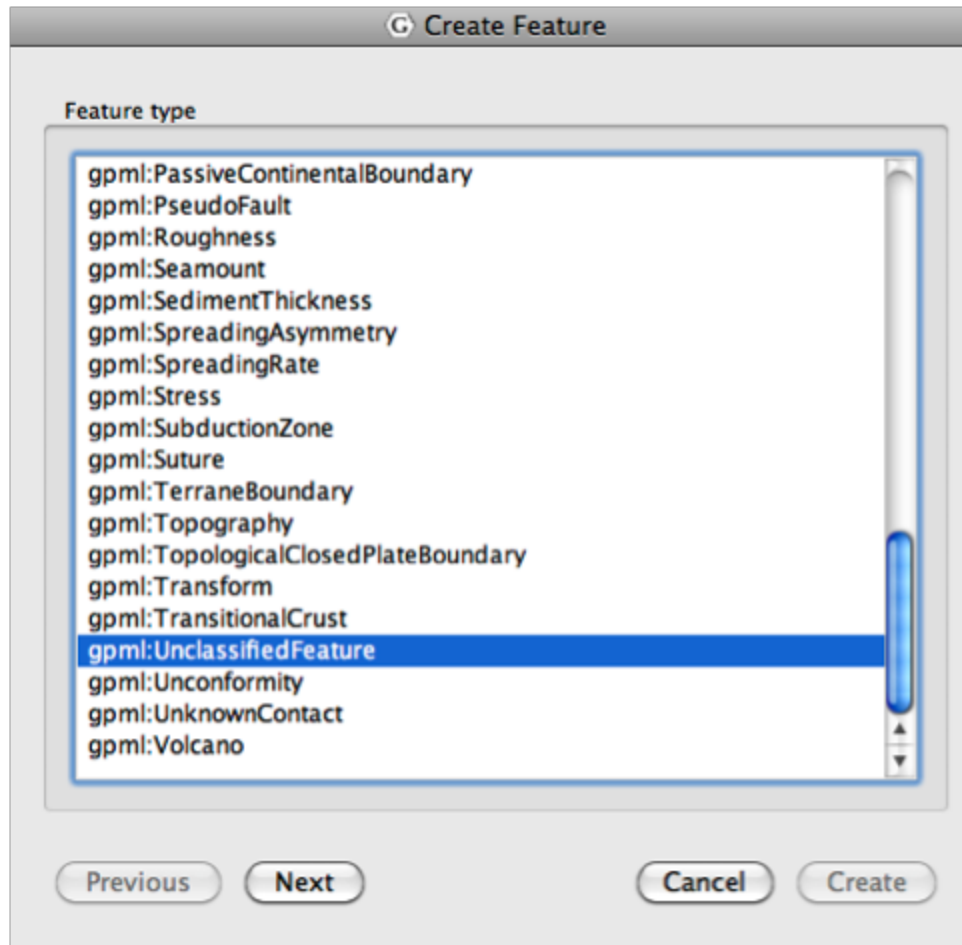 Create Feature
Feature type
gpml:PassiveContinentalBoundary
gpml:PseudoFault
gpml:Roughness
gpml:Seamount
gpml:SedimentThickness
gpml:SpreadingAsymmetry
gpml:SpreadingRate
gpml:Stress
gpml:SubductionZone
gpml:Suture
gpml:TerraneBoundary
gpml:Topography
gpml:TopologicalClosedPlateBoundary
gpml:Transform
gpml:TransitionalCrust
gpml:UnclassifiedFeature
gpml:Unconformity
gpml:UnknownContact
gpml:Volcano
Previous Next Cancel Create